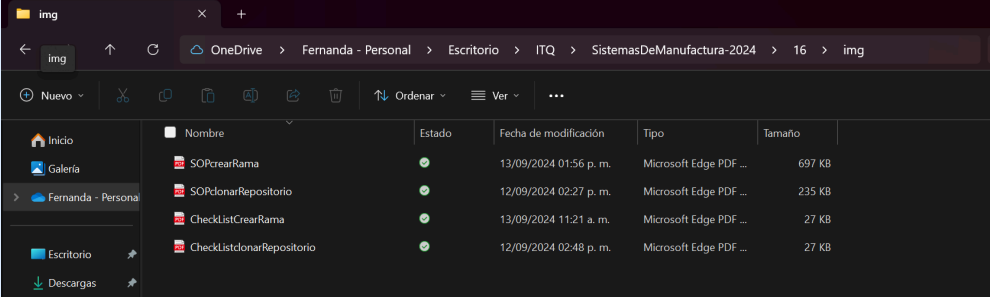 img
OneDrive > Fernanda - Personal > Escritorio > ITQ > SistemasDeManufactura-2024 > 16 > img
img
Nuevo Ordenar Ver
Nombre Estado Fecha de modificación Tipo Tamaño
Inicio
Galería
Fernanda - Personal
Escritorio
Descargas
SOPcrearRama 13/09/2024 01:56 p. m. Microsoft Edge PDF ... 697 KB
SOPclonarRepositorio 12/09/2024 02:27 p. m. Microsoft Edge PDF ... 235 KB
CheckListCrearRama 13/09/2024 11:21 a. m. Microsoft Edge PDF ... 27 KB
CheckListclonarRepositorio 12/09/2024 02:48 p. m. Microsoft Edge PDF ... 27 KB